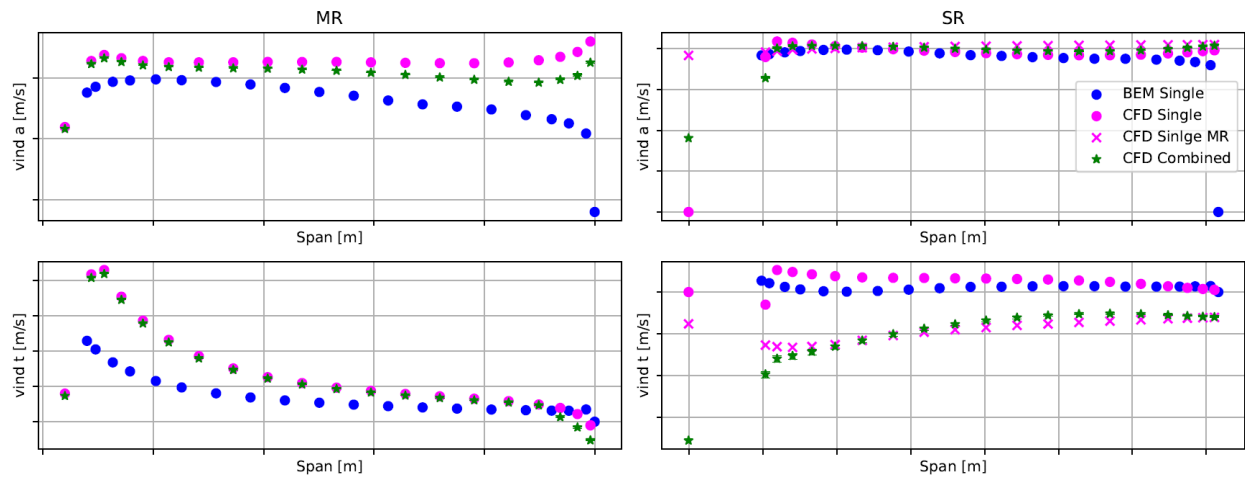 MR
SR
vind a [m/s]
vind a [m/s]
BEM Single
CFD Single
CFD Sinlge MR
CFD Combined
Span [m]
Span [m]
vind t [m/s]
vind t [m/s]
Span [m]
Span [m]